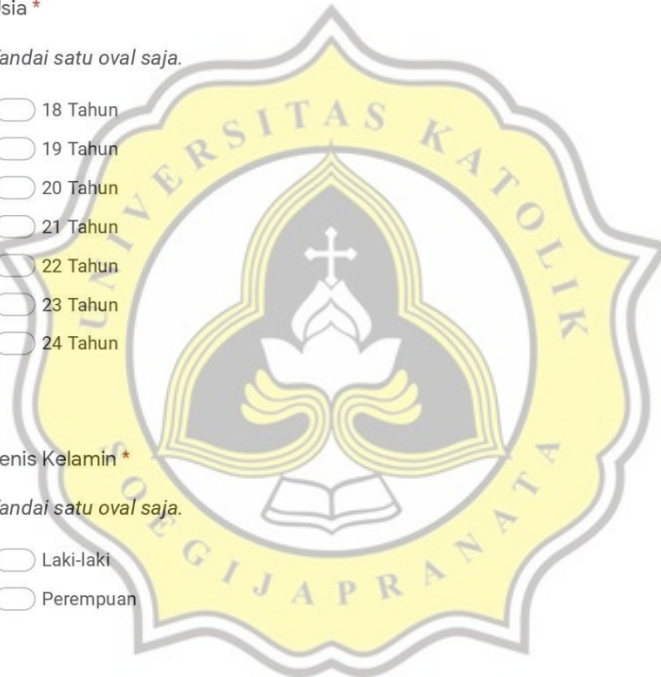 sia *
andai satu oval saja.
18 Tahun
19 Tahun
20 Tahun
21 Tahun
22 Tahun
23 Tahun
24 Tahun
enis Kelamin *
andai satu oval saja.
Laki-laki
Perempuan
UNIVERSITAS KATOLIK
SOEGIJAPRANATA